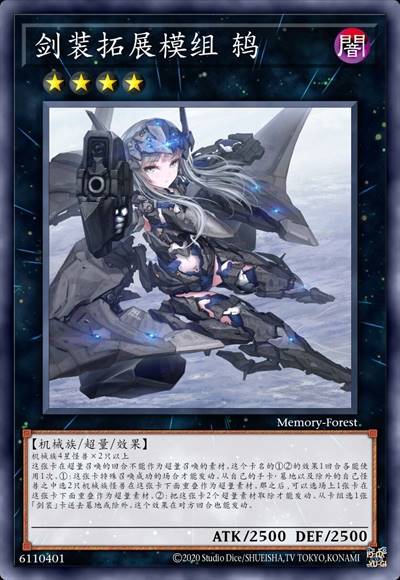 剑装拓展模组 鸫
闇
Memory-Forest.
【机械族/超量/效果】
机械族4星怪兽×2只以上
这张卡在超量召唤的回合不能作为超量召唤的素材。这个卡名的①②的效果1回合各能使
用1次。①:这张卡特殊召唤成功的场合才能发动。从自己的手卡·墓地以及除外的自己怪
兽之中选2只机械族怪兽在这张卡下面重叠作为超量素材。那之后,可以选场上1张卡在
这张卡下面重叠作为超量素材。②:把这张卡2个超量素材取除才能发动。从卡组选1张
「剑装」卡送去墓地或除外。这个效果在对方回合也能发动。
ATK/2500 DEF/2500
6110401
©2020 Studio Dice/SHUEISHA,TV TOKYO,KONAMI